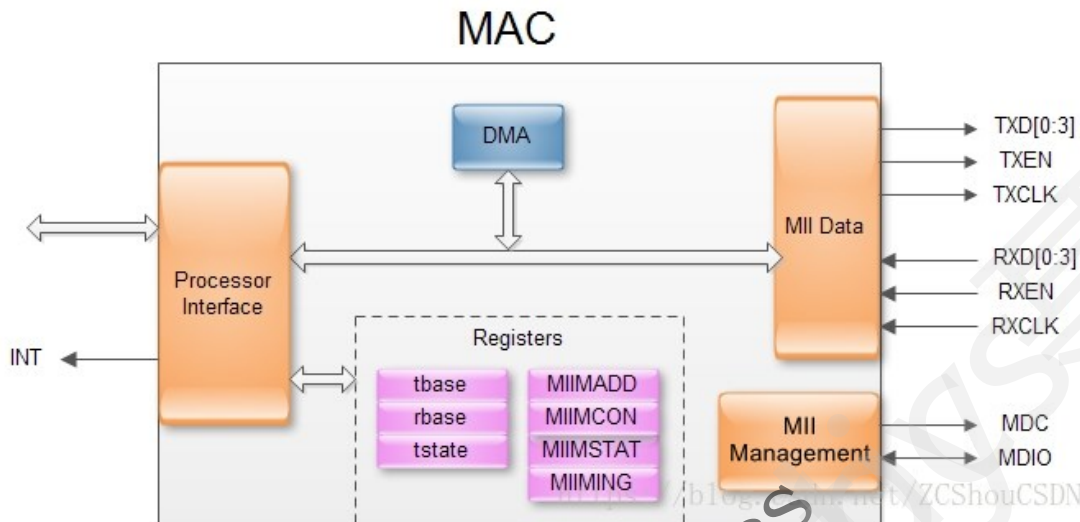 MAC
DMA
TXD[0:3]
TXEN
TXCLK
MII Data
RXD[0:3]
RXEN
RXCLK
Processor
Interface
INT
Registers
tbase
rbase
tstate
MIIMADD
MIIMCON
MIIMSTAT
MIIMING
MII
Management
MDC
MDIO
/ZCShouCSDN